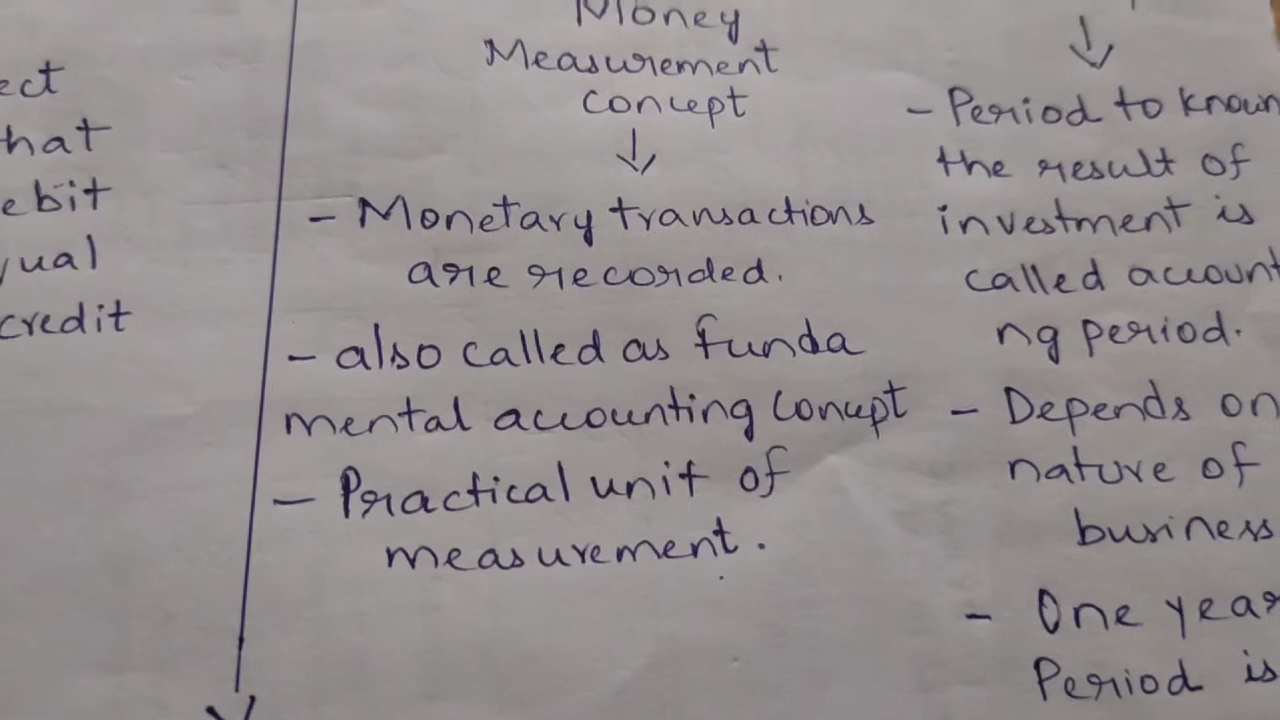 ect
hat
ebit
ual
credit
Money
Measurement
Concept
- Monetary transactions
are recorded.
- also called as funda
mental accounting concept
- Practical unit of
measurement.
- Period to known
the result of
investment is
called account
ng period.
- Depends on
nature of
business
- One year
Period is